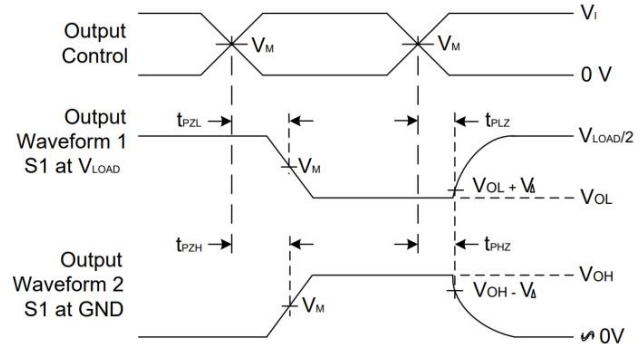 Output
Control
VM
VM
VI
0 V
Output
Waveform 1
S1 at VLOAD
tPZL
VM
tPLZ
VLOAD/2
VOL + VΔ
VOL
Output
Waveform 2
S1 at GND
tPZH
VM
tPHZ
VOH
VOH - VΔ
0V